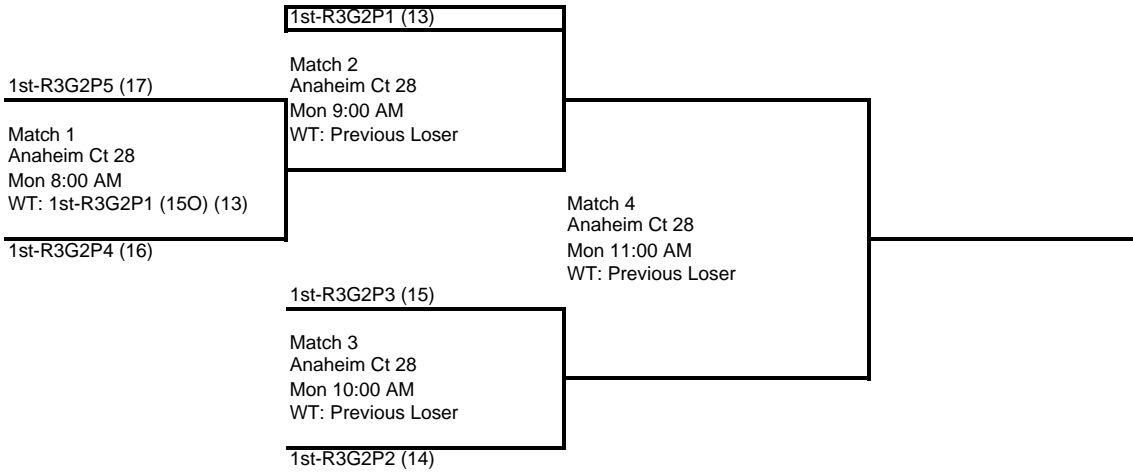 1st-R3G2P1 (13)
Match 2
Anaheim Ct 28
Mon 9:00 AM
WT: Previous Loser
1st-R3G2P5 (17)
Match 1
Anaheim Ct 28
Mon 8:00 AM
WT: 1st-R3G2P1 (15O) (13)
1st-R3G2P4 (16)
Match 4
Anaheim Ct 28
Mon 11:00 AM
WT: Previous Loser
1st-R3G2P3 (15)
Match 3
Anaheim Ct 28
Mon 10:00 AM
WT: Previous Loser
1st-R3G2P2 (14)